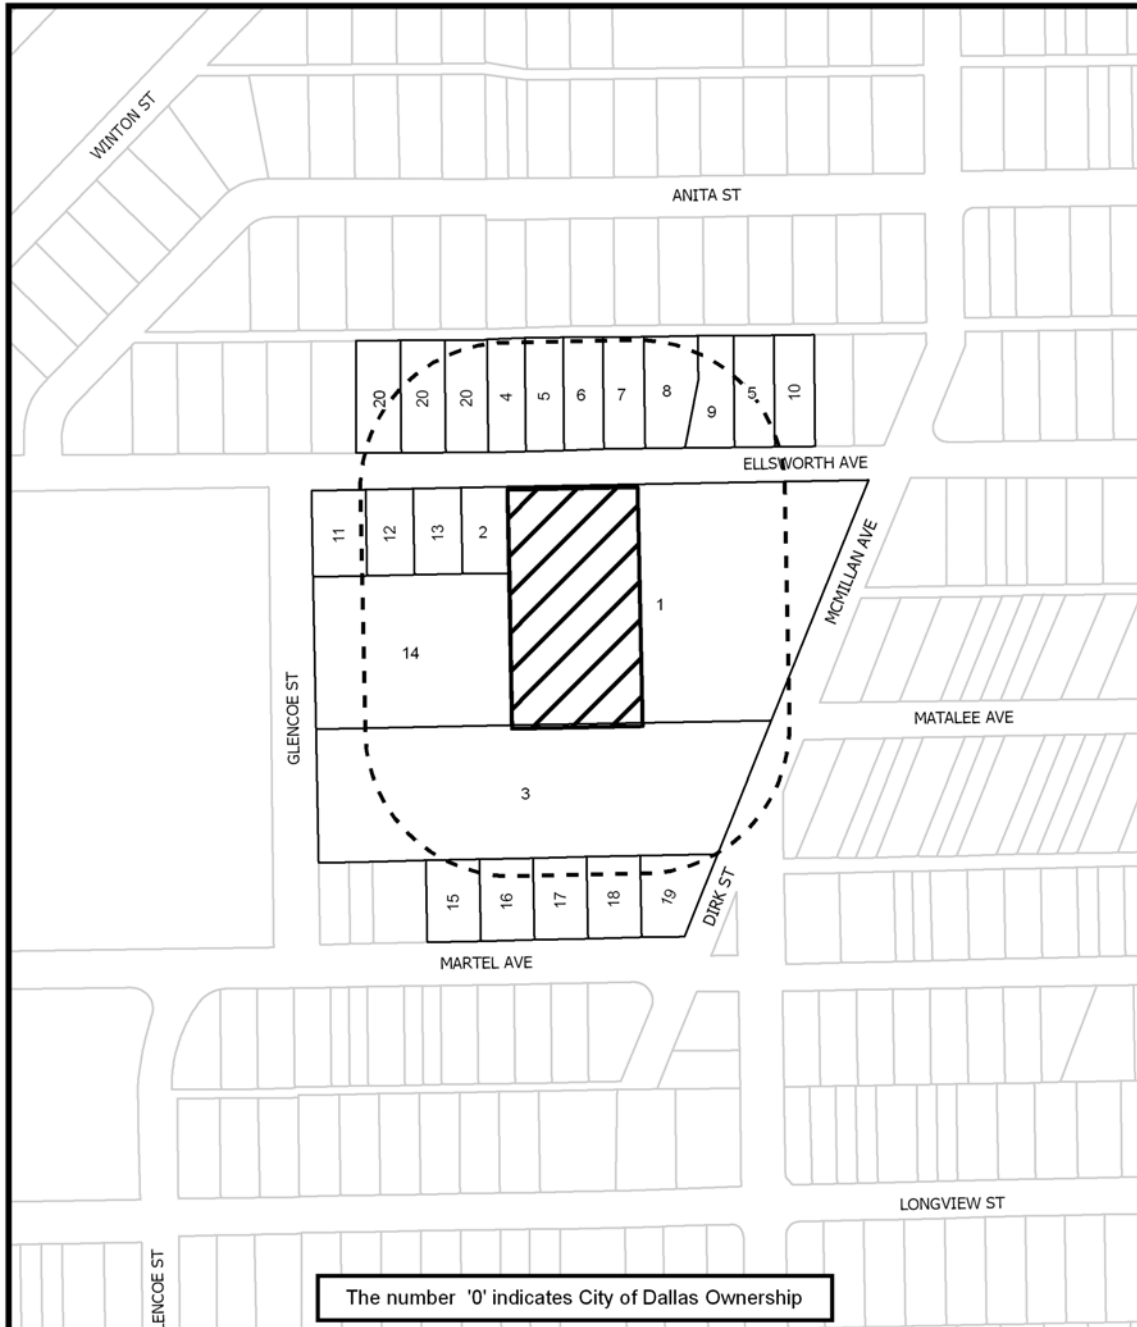 WINTON ST
ANITA ST
20
20
20
4
5
6
7
8
9
5
10
ELLSWORTH AVE
11
12
13
2
1
MCMILLAN AVE
14
GLENCOE ST
MATALEE AVE
3
15
16
17
18
19
DIRK ST
MARTEL AVE
LONGVIEW ST
LENCOE ST
The number '0' indicates City of Dallas Ownership